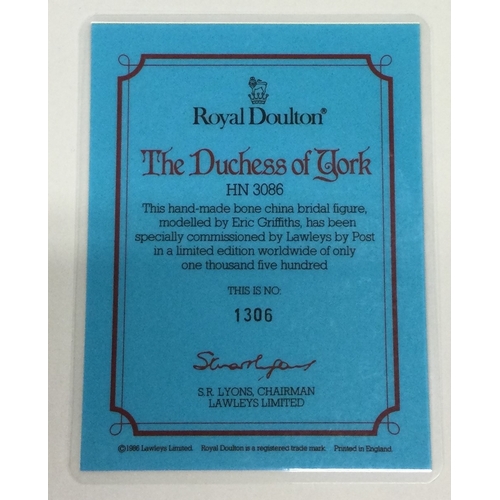 Royal Doulton®
The Duchess of York
HN 3086
This hand-made bone china bridal figure,
modelled by Eric Griffiths, has been
specially commissioned by Lawleys by Post
in a limited edition worldwide of only
one thousand five hundred
THIS IS NO:
1306
S.R. LYONS, CHAIRMAN
LAWLEYS LIMITED
©1986 Lawleys Limited. Royal Doulton is a registered trade mark. Printed in England.